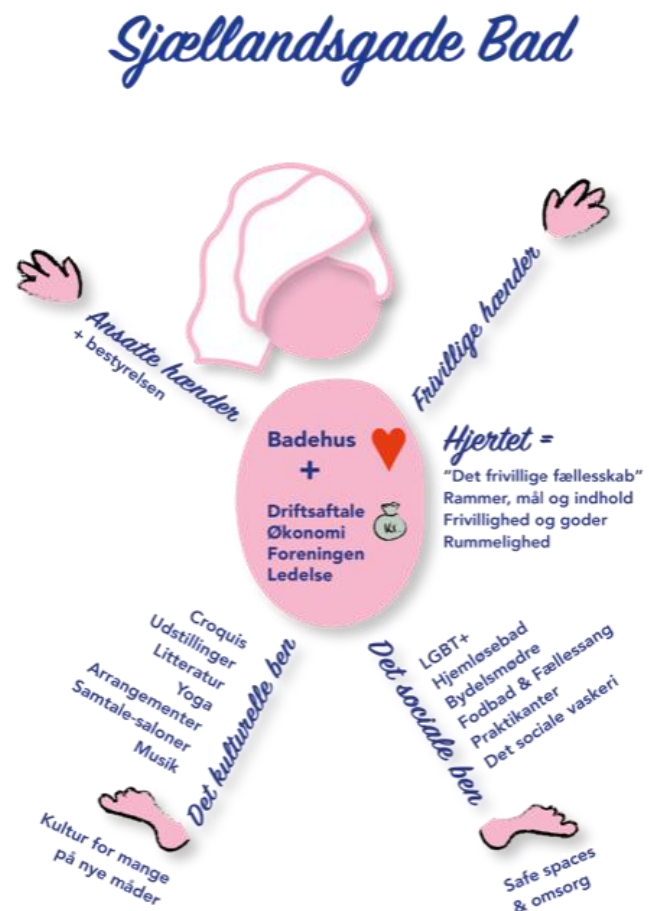 Sjællandsgade Bad
Ansatte hænder
+ bestyrelsen
Frivillige hænder
Badehus
+
Driftsaftale
Økonomi
Foreningen
Ledelse
Kr.
Hjertet =
"Det frivillige fællesskab"
Rammer, mål og indhold
Frivillighed og goder
Rummelighed
Croquis
Udstillinger
Litteratur
Yoga
Arrangementer
Samtale-saloner
Musik
Det kulturelle ben
Kultur for mange
på nye måder
Det sociale ben
LGBT+
Hjemløsebad
Bydelsmødre
Fodbad & Fællessang
Praktikanter
Det sociale vaskeri
Safe spaces
& omsorg